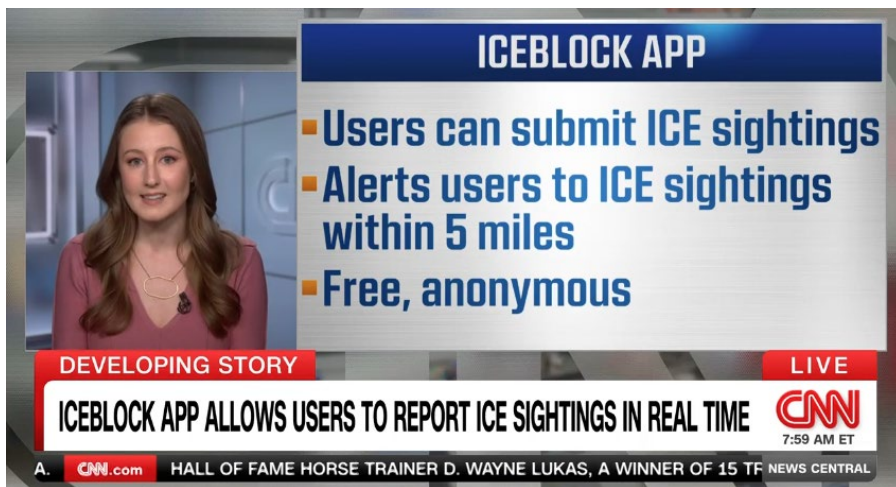 ICEBLOCK APP
Users can submit ICE sightings
Alerts users to ICE sightings
within 5 miles
Free, anonymous
DEVELOPING STORY
LIVE
ICEBLOCK APP ALLOWS USERS TO REPORT ICE SIGHTINGS IN REAL TIME
CNN
7:59 AM ET
A. CNN.com HALL OF FAME HORSE TRAINER D. WAYNE LUKAS, A WINNER OF 15 TR NEWS CENTRAL